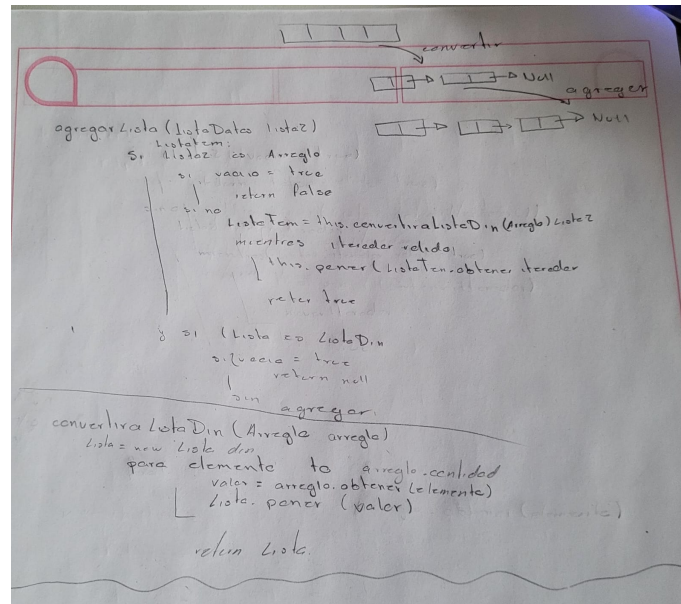 convertir
Null
agregar
Null
agregarLista (ListaDatos lista2)
ListaTem:
Si Lista2 es Arreglo
si vacio = true
return false
si no
ListaTem = this.convertiraListaDin (Arreglo) Lista2
mientras iterador valido
this.poner (ListaTem.obtener iterador
reter true
y si (Lista es ListaDin
si vacia = true
return null
sin
agregar.
convertiraListaDin (Arreglo arreglo)
Lista = new Lista din
para elemento to arreglo.cantidad
valor = arreglo.obtener (elemento)
Lista.poner (valor)
return Lista.